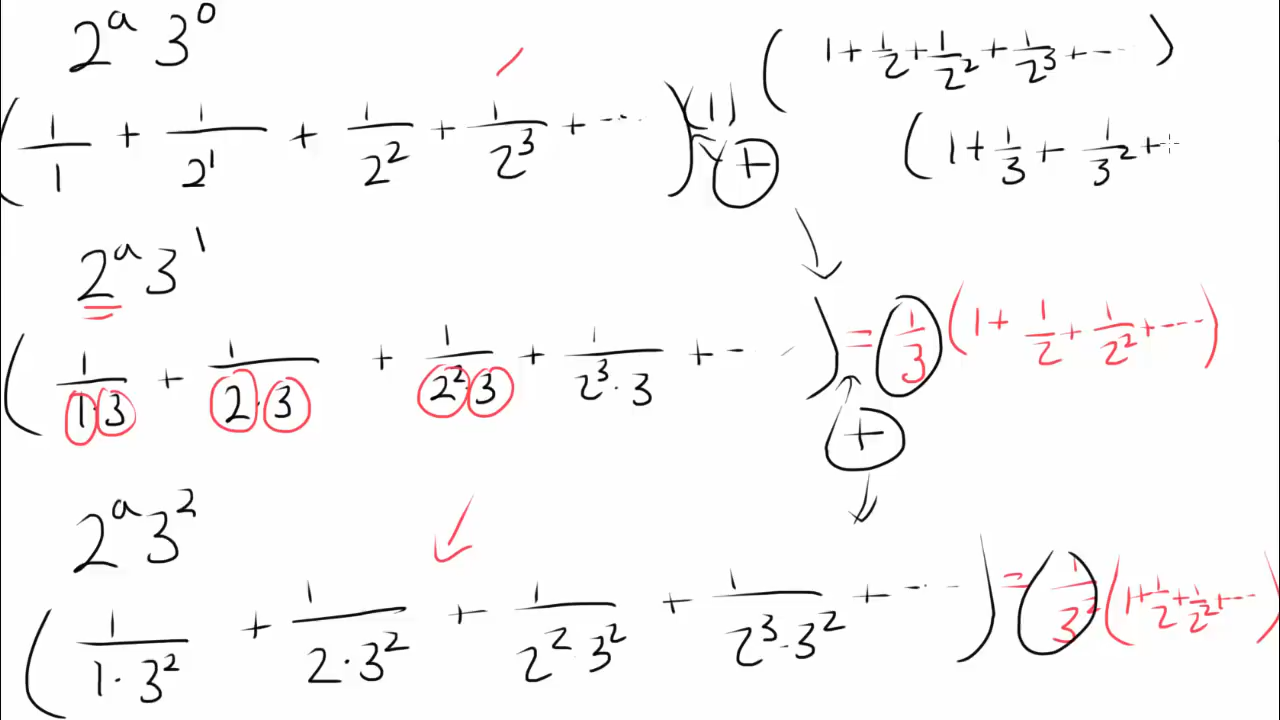 2^a 3^0
(1/1 + 1/2^1 + 1/2^2 + 1/2^3 + ...)(1)
+
(1 + 1/2 + 1/2^2 + 1/2^3 + ...)
(1 + 1/3 + 1/3^2 + ..
2^a 3^1
(1/1·3 + 1/2·3 + 1/2^2·3 + 1/2^3·3 + ...) = 1/3 (1 + 1/2 + 1/2^2 + ...)
+
2^a 3^2
(1/1·3^2 + 1/2·3^2 + 1/2^2·3^2 + 1/2^3·3^2 + ...) = 1/3^2 (1 + 1/2 + 1/2^2 + ...)